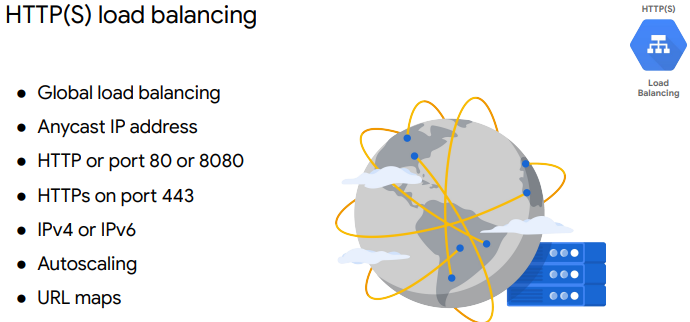 HTTP(S) load balancing
HTTP(S)
Load
Balancing
● Global load balancing
● Anycast IP address
● HTTP or port 80 or 8080
● HTTPs on port 443
● IPv4 or IPv6
● Autoscaling
● URL maps